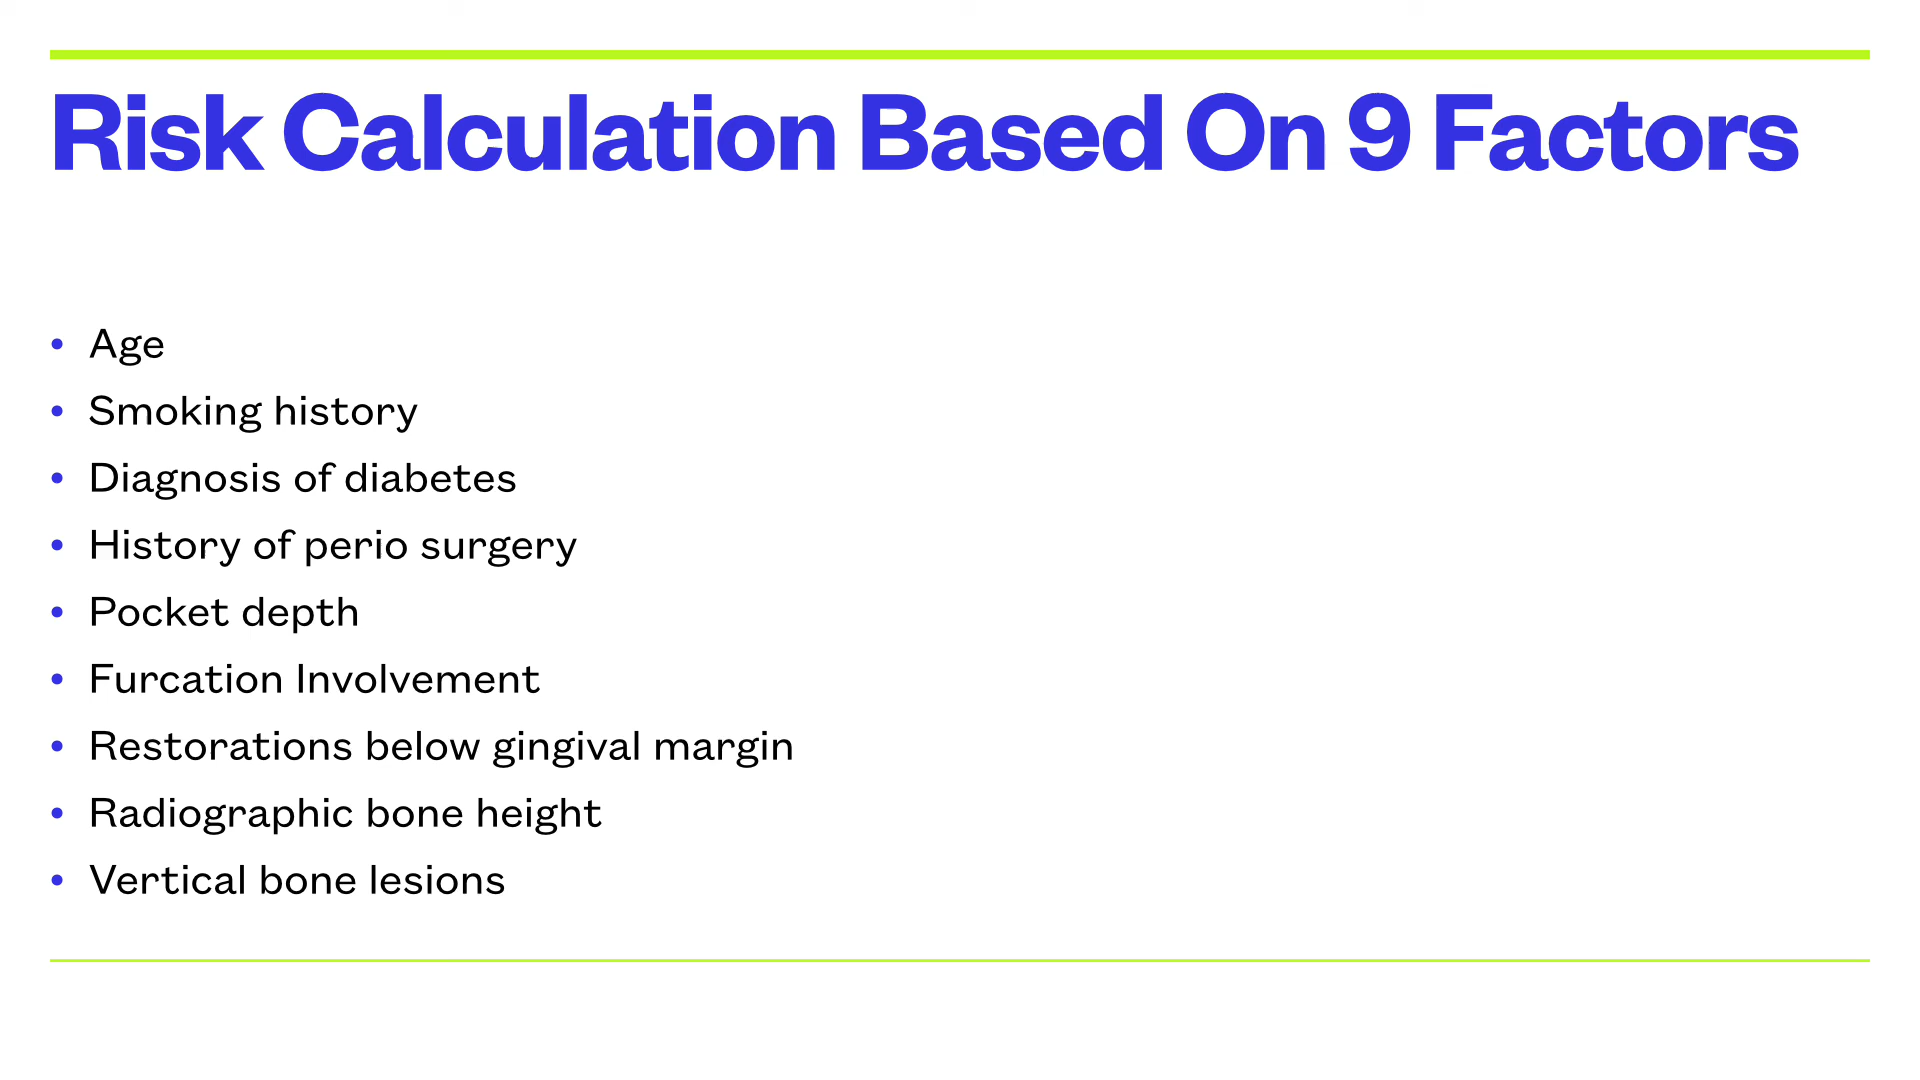 Risk Calculation Based On 9 Factors
• Age
• Smoking history
• Diagnosis of diabetes
• History of perio surgery
• Pocket depth
• Furcation Involvement
• Restorations below gingival margin
• Radiographic bone height
• Vertical bone lesions